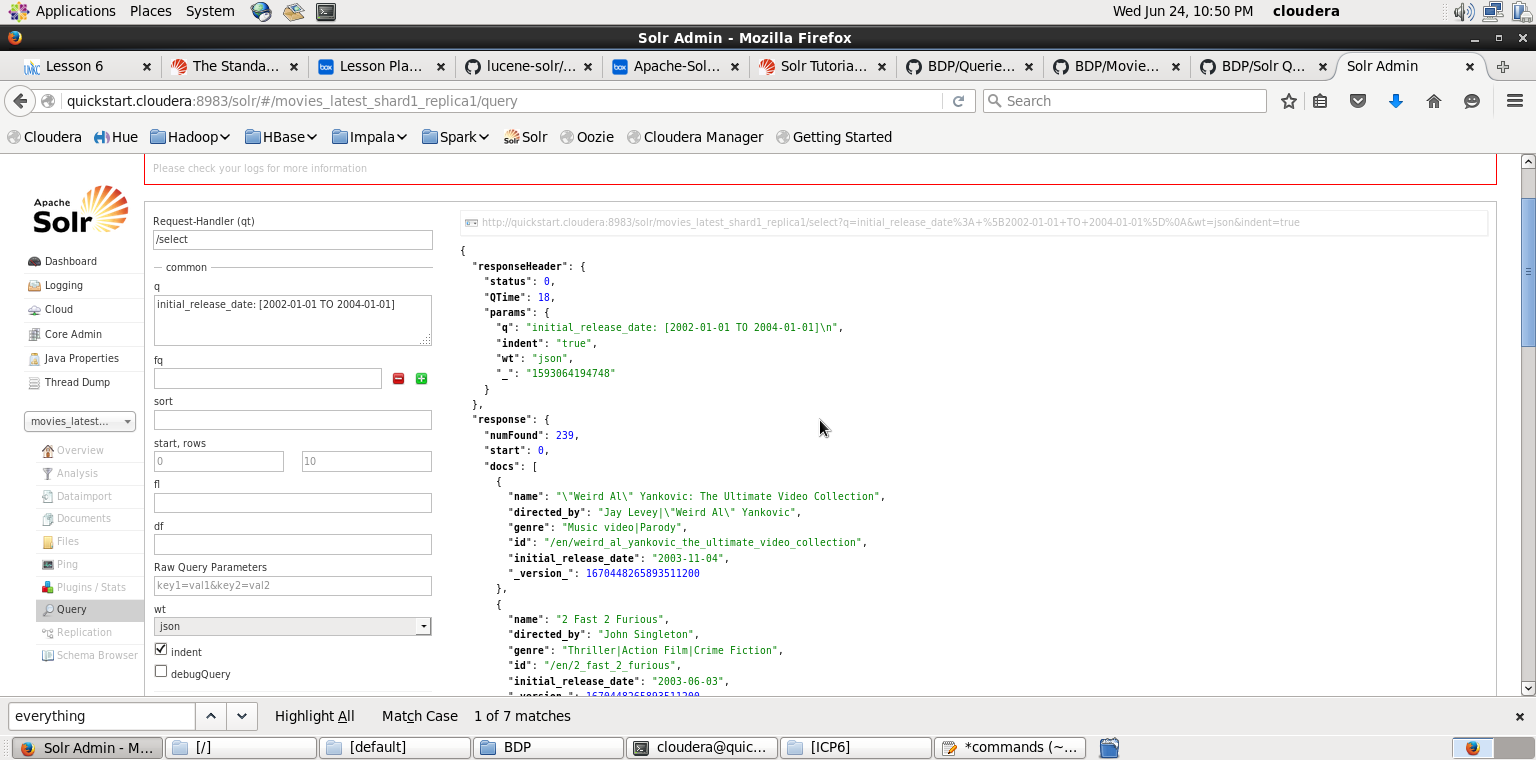 Applications Places System Wed Jun 24, 10:50 PM cloudera
Solr Admin - Mozilla Firefox
Lesson 6 The Standa... Lesson Pla... lucene-solr/... Apache-Sol... Solr Tutoria... BDP/Querie... BDP/Movie... BDP/Solr Q... Solr Admin
quickstart.cloudera:8983/solr/#/movies_latest_shard1_replica1/query Search
Cloudera Hue Hadoop HBase Impala Spark Solr Oozie Cloudera Manager Getting Started
Please check your logs for more information
Apache
Solr
Dashboard
Logging
Cloud
Core Admin
Java Properties
Thread Dump
movies_latest...
Overview
Analysis
Dataimport
Documents
Files
Ping
Plugins / Stats
Query
Replication
Schema Browser
Request-Handler (qt)
/select
common
q
initial_release_date: [2002-01-01 TO 2004-01-01]
fq
sort
start, rows
0 10
fl
df
Raw Query Parameters
key1=val1&key2=val2
wt
json
indent
debugQuery
http://quickstart.cloudera:8983/solr/movies_latest_shard1_replica1/select?q=initial_release_date%3A+%5B2002-01-01+TO+2004-01-01%5D%0A&wt=json&indent=true
{
"responseHeader": {
"status": 0,
"QTime": 18,
"params": {
"q": "initial_release_date: [2002-01-01 TO 2004-01-01]\n",
"indent": "true",
"wt": "json",
"_": "1593064194748"
}
},
"response": {
"numFound": 239,
"start": 0,
"docs": [
{
"name": "\"Weird Al\" Yankovic: The Ultimate Video Collection",
"directed_by": "Jay Levey|\"Weird Al\" Yankovic",
"genre": "Music video|Parody",
"id": "/en/weird_al_yankovic_the_ultimate_video_collection",
"initial_release_date": "2003-11-04",
"_version_": 1670448265893511200
},
{
"name": "2 Fast 2 Furious",
"directed_by": "John Singleton",
"genre": "Thriller|Action Film|Crime Fiction",
"id": "/en/2_fast_2_furious",
"initial_release_date": "2003-06-03",
"_version_": 1670448265893511200
everything Highlight All Match Case 1 of 7 matches
Solr Admin - M... [/] [default] BDP cloudera@quic... [ICP6] *commands (~...